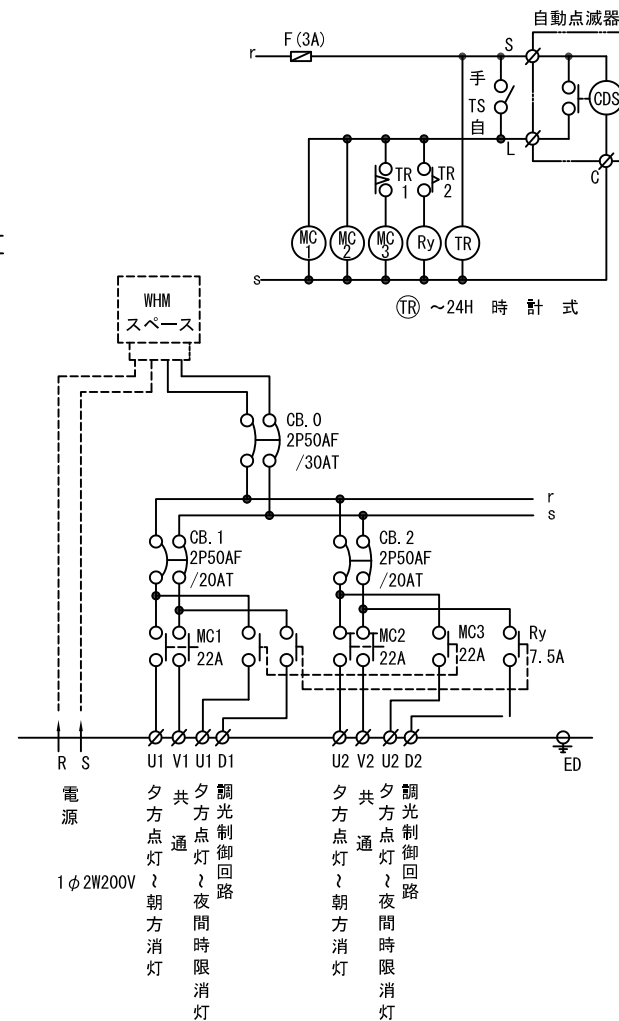 自動点滅器
r
F(3A)
S
手
TS
自
CDS
L
C
TR
1
TR
2
MC
1
MC
2
MC
3
Ry
TR
s
TR ～24H 時計式
WHM
スペース
CB.0
2P50AF
/30AT
r
s
CB.1
2P50AF
/20AT
CB.2
2P50AF
/20AT
MC1
22A
MC2
22A
MC3
22A
Ry
7.5A
R S
U1 V1 U1 D1
U2 V2 U2 D2
ED
電源
1φ2W200V
夕方点灯～朝方消灯
共通
夕方点灯～夜間時限消灯
調光制御回路
夕方点灯～朝方消灯
共通
夕方点灯～夜間時限消灯
調光制御回路